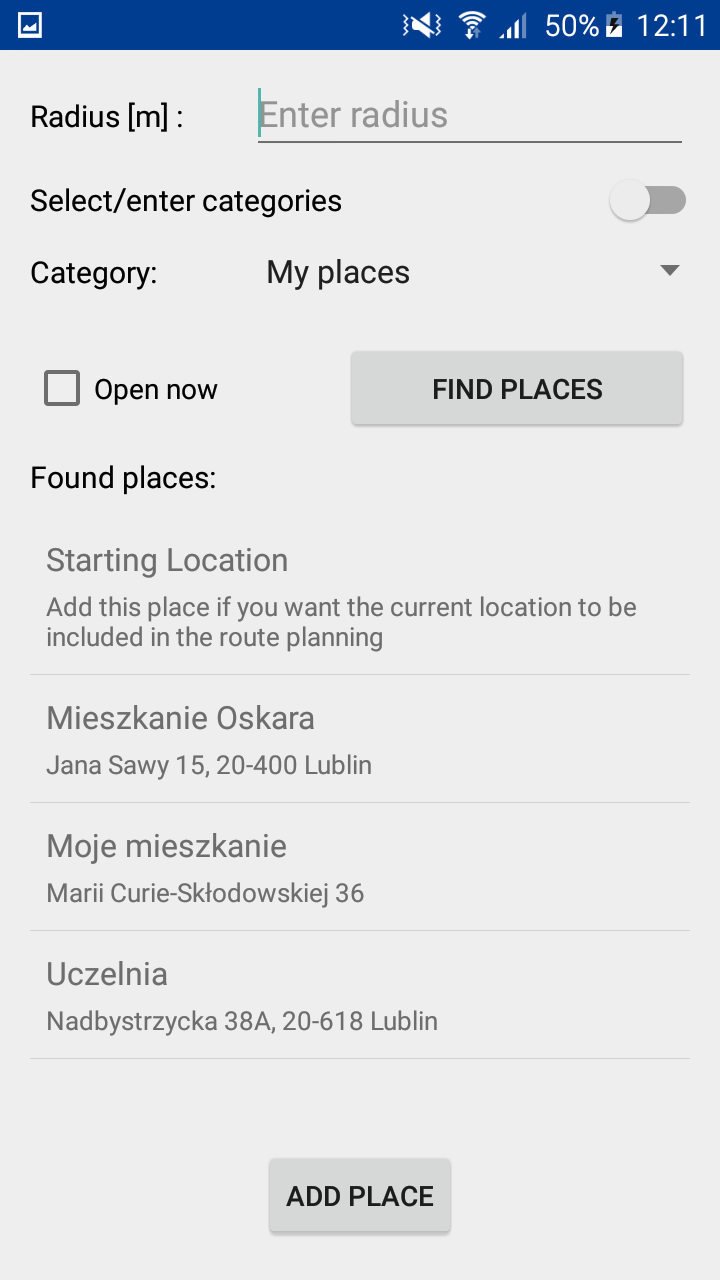 50% 12:11
Radius [m] : Enter radius
Select/enter categories
Category: My places
Open now FIND PLACES
Found places:
Starting Location
Add this place if you want the current location to be
included in the route planning
Mieszkanie Oskara
Jana Sawy 15, 20-400 Lublin
Moje mieszkanie
Marii Curie-Skłodowskiej 36
Uczelnia
Nadbystrzycka 38A, 20-618 Lublin
ADD PLACE